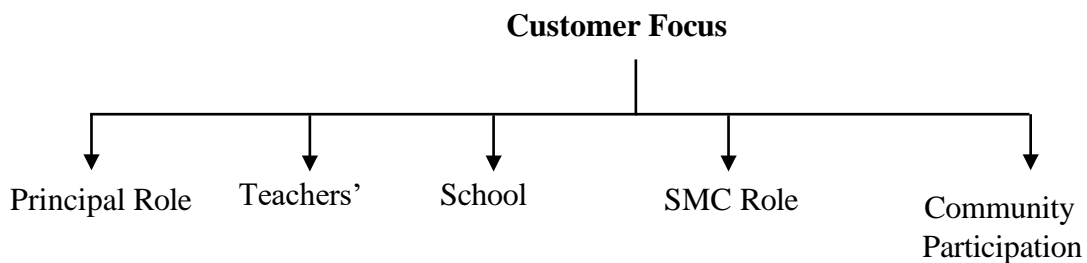 Customer Focus
Principal Role
Teachers’
School
SMC Role
Community
Participation